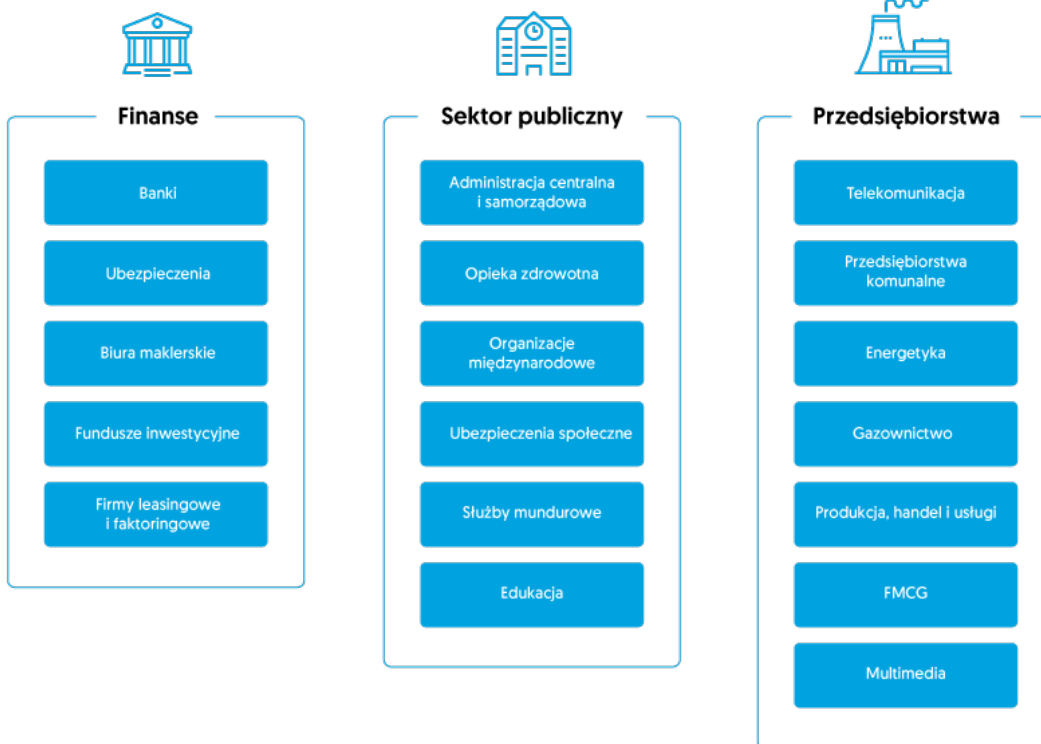 Finanse
Banki
Ubezpieczenia
Biura maklerskie
Fundusze inwestycyjne
Firmy leasingowe
i faktoringowe
Sektor publiczny
Administracja centralna
i samorządowa
Opieka zdrowotna
Organizacje
międzynarodowe
Ubezpieczenia społeczne
Służby mundurowe
Edukacja
Przedsiębiorstwa
Telekomunikacja
Przedsiębiorstwa
komunalne
Energetyka
Gazownictwo
Produkcja, handel i usługi
FMCG
Multimedia